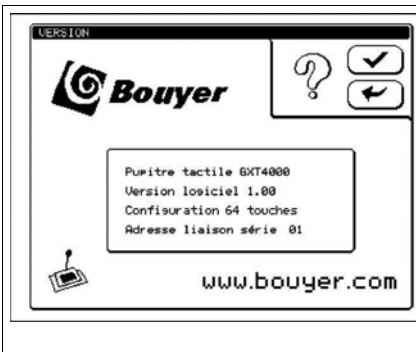 VERSION
Bouyer
Pupitre tactile GXT4000
Version logiciel 1.00
Configuration 64 touches
Adresse liaison série 01
www.bouyer.com